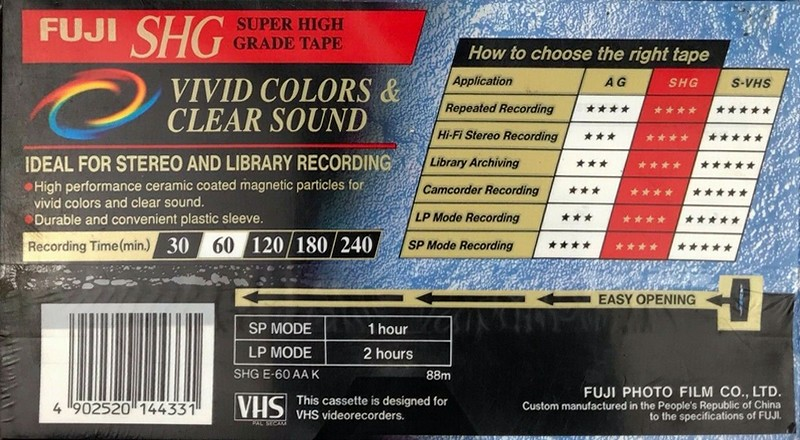 FUJI SHG SUPER HIGH
GRADE TAPE
VIVID COLORS &
CLEAR SOUND
IDEAL FOR STEREO AND LIBRARY RECORDING
• High performance ceramic coated magnetic particles for
vivid colors and clear sound.
• Durable and convenient plastic sleeve.
Recording Time (min.) 30 60 120 180 240
How to choose the right tape
Application AG SHG S-VHS
Repeated Recording ★★★★ ★★★★ ★★★★★
Hi-Fi Stereo Recording ★★★ ★★★★ ★★★★★
Library Archiving ★★★ ★★★★ ★★★★★
Camcorder Recording ★★★ ★★★★ ★★★★★
LP Mode Recording ★★★ ★★★★ ★★★★★
SP Mode Recording ★★★★ ★★★★ ★★★★★
EASY OPENING
SP MODE 1 hour
LP MODE 2 hours
SHG E-60 AA K 88m
4 902520 144331
VHS
PAL SECAM
This cassette is designed for
VHS videorecorders.
FUJI PHOTO FILM CO., LTD.
Custom manufactured in the People's Republic of China
to the specifications of FUJI.